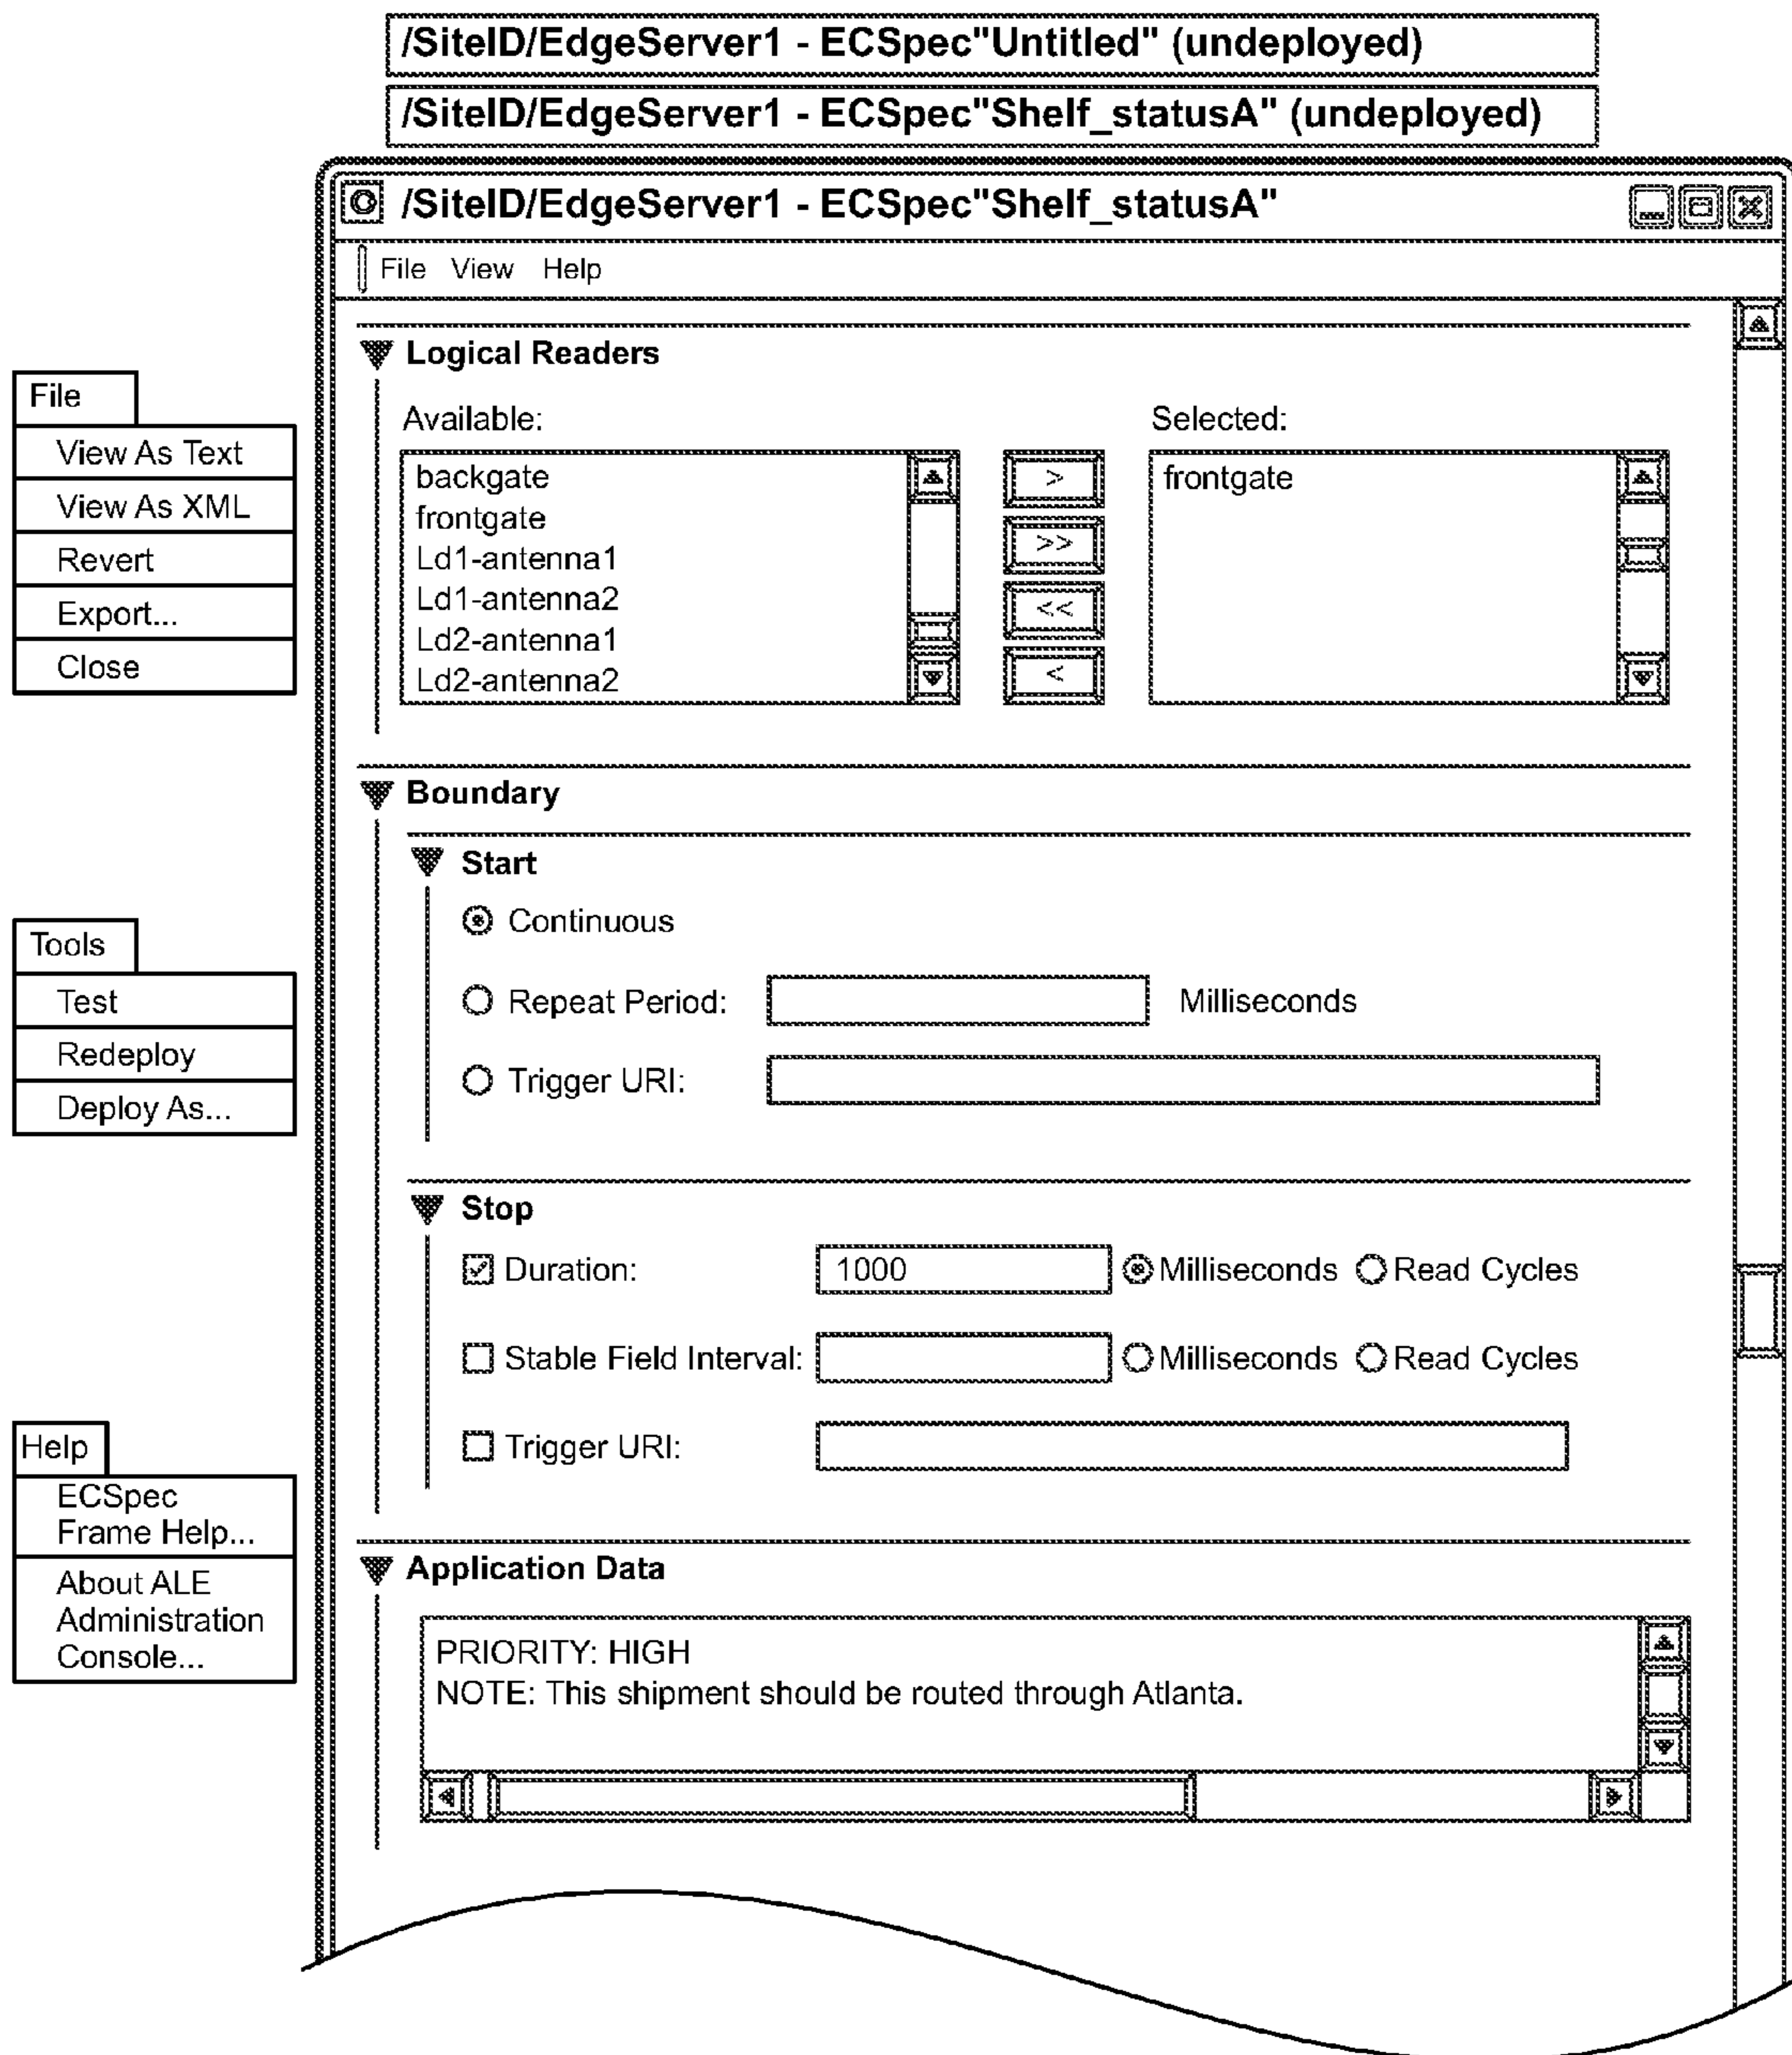 /SiteID/EdgeServer1 - ECSpec"Untitled" (undeployed)
/SiteID/EdgeServer1 - ECSpec"Shelf_statusA" (undeployed)
/SiteID/EdgeServer1 - ECSpec"Shelf_statusA"
File View Help
File
View As Text
View As XML
Revert
Export...
Close
Tools
Test
Redeploy
Deploy As...
Help
ECSpec
Frame Help...
About ALE
Administration
Console...
Logical Readers
Available:
backgate
frontgate
Ld1-antenna1
Ld1-antenna2
Ld2-antenna1
Ld2-antenna2
>
>>
<<
<
Selected:
frontgate
Boundary
Start
Continuous
Repeat Period: Milliseconds
Trigger URI:
Stop
Duration: 1000 Milliseconds Read Cycles
Stable Field Interval: Milliseconds Read Cycles
Trigger URI:
Application Data
PRIORITY: HIGH
NOTE: This shipment should be routed through Atlanta.